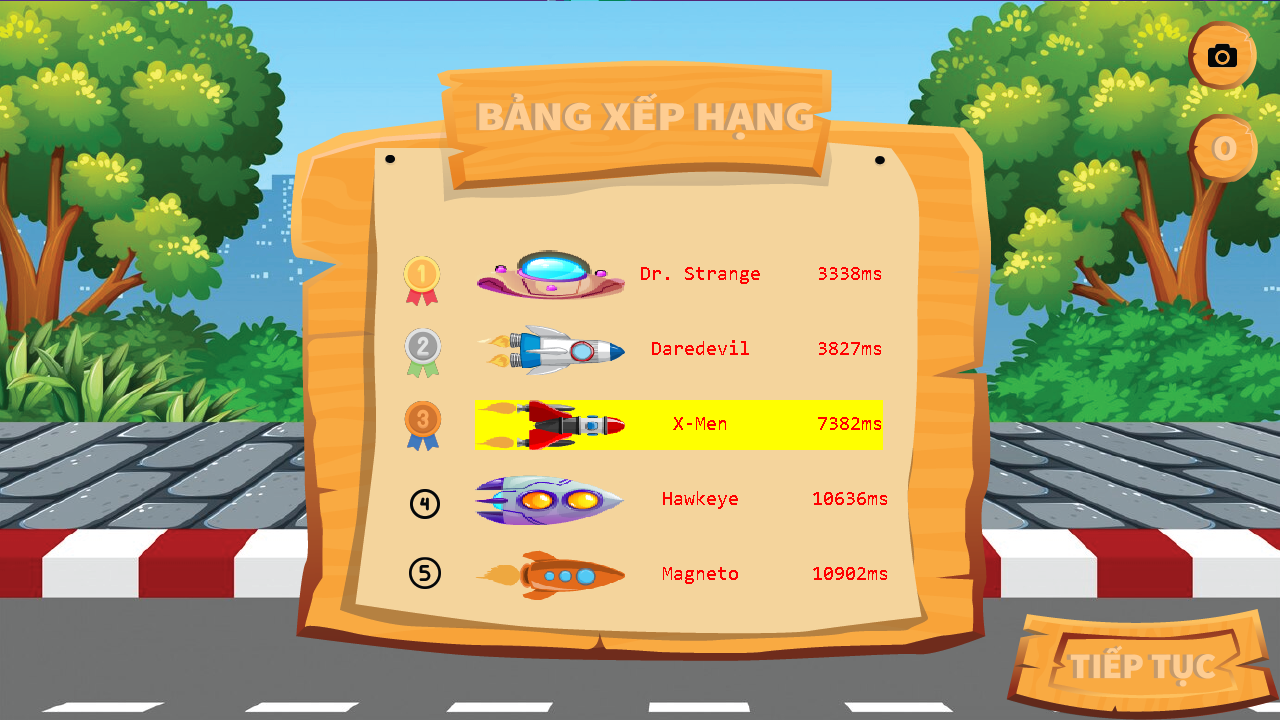 BẢNG XẾP HẠNG
0
1 Dr. Strange 3338ms
2 Daredevil 3827ms
3 X-Men 7382ms
4 Hawkeye 10636ms
5 Magneto 10902ms
TIẾP TỤC